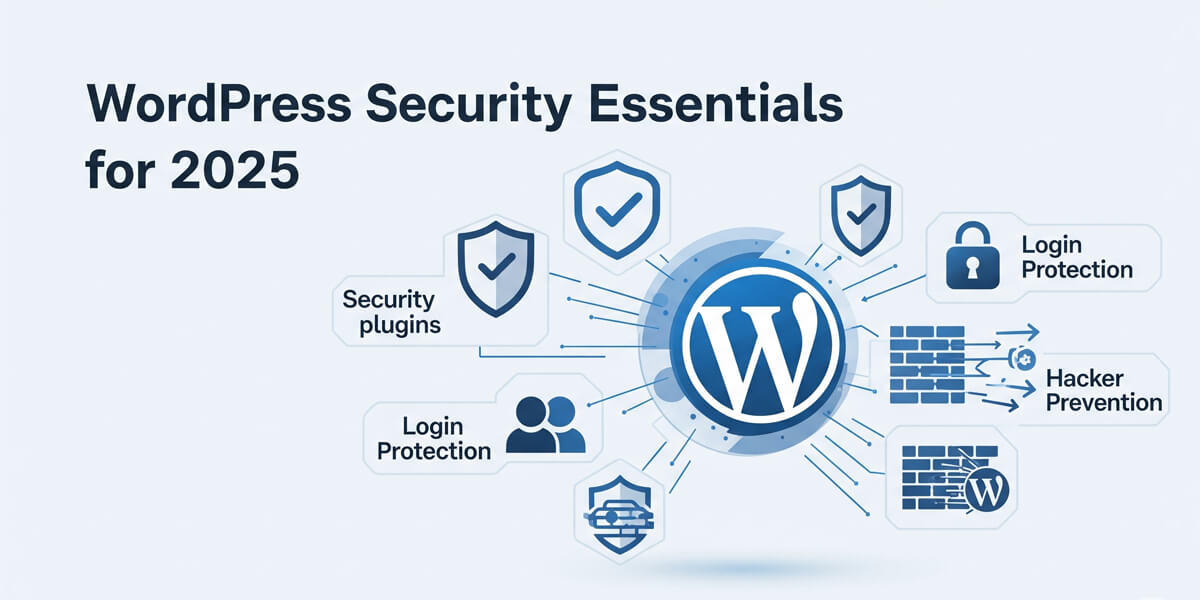 WordPress Security Essentials
for 2025
Security
plugins
Login
Protection
Login
Protection
Hacker
Prevention
W
W